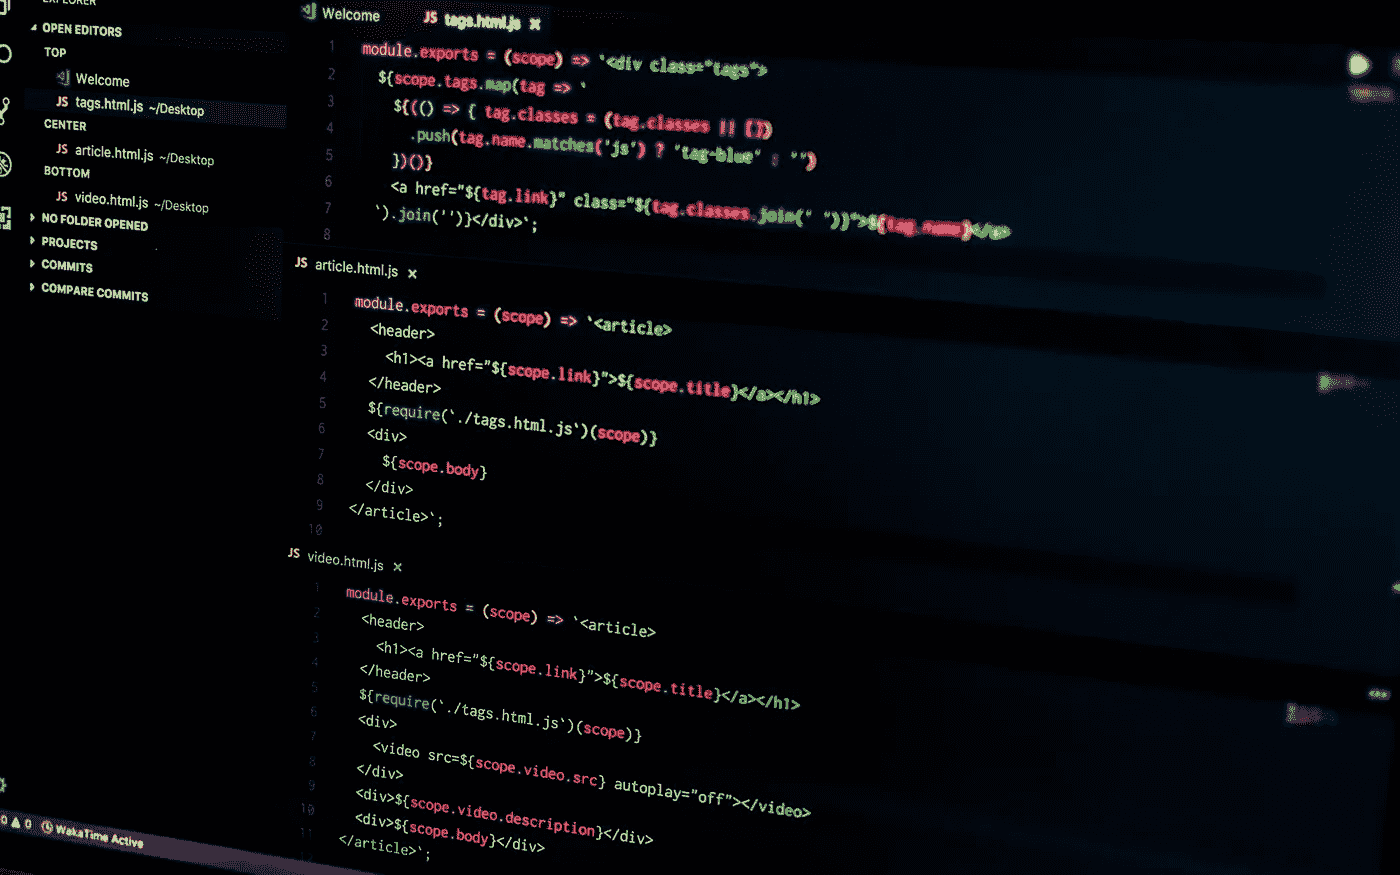 EXPLORER
OPEN EDITORS
TOP
Welcome
JS tags.html.js ~/Desktop
CENTER
JS article.html.js ~/Desktop
BOTTOM
JS video.html.js ~/Desktop
NO FOLDER OPENED
PROJECTS
COMMITS
COMPARE COMMITS
0 0 WakaTime Active
Welcome JS tags.html.js
1 module.exports = (scope) => `<div class="tags">
2 ${scope.tags.map(tag => `
3 ${(() => { tag.classes = (tag.classes || [])
4 .push(tag.name.matches('js') ? 'tag-blue' : '')
5 })()}
6 <a href="${tag.link}" class="${tag.classes.join(' ')}">${tag.name}</a>
7 `).join('')}</div>`;
8
JS article.html.js
1 module.exports = (scope) => `<article>
2 <header>
3 <h1><a href="${scope.link}">${scope.title}</a></h1>
4 </header>
5 ${require(`./tags.html.js`)(scope)}
6 <div>
7 ${scope.body}
8 </div>
9 </article>`;
10
JS video.html.js
1 module.exports = (scope) => `<article>
2 <header>
3 <h1><a href="${scope.link}">${scope.title}</a></h1>
4 </header>
5 ${require(`./tags.html.js`)(scope)}
6 <div>
7 <video src=${scope.video.src} autoplay="off"></video>
8 </div>
9 <div>${scope.video.description}</div>
10 <div>${scope.body}</div>
11 </article>`;